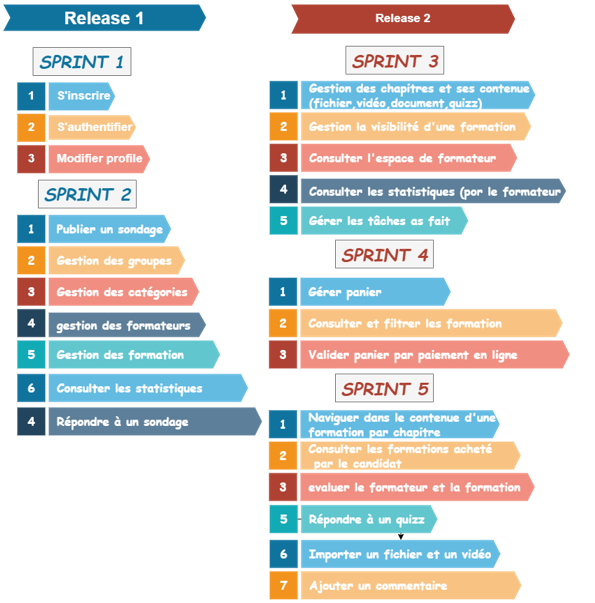 Release 1
SPRINT 1
1 S'inscrire
2 S'authentifier
3 Modifier profile
SPRINT 2
1 Publier un sondage
2 Gestion des groupes
3 Gestion des catégories
4 gestion des formateurs
5 Gestion des formation
6 Consulter les statistiques
4 Répondre à un sondage
Release 2
SPRINT 3
1 Gestion des chapitres et ses contenue
(fichier,vidéo,document,quizz)
2 Gestion la visibilité d'une formation
3 Consulter l'espace de formateur
4 Consulter les statistiques (por le formateur
5 Gérer les tâches as fait
SPRINT 4
1 Gérer panier
2 Consulter et filtrer les formation
3 Valider panier par paiement en ligne
SPRINT 5
1 Naviguer dans le contenue d'une
formation par chapitre
2 Consulter les formations acheté
par le candidat
3 evaluer le formateur et la formation
5 Répondre à un quizz
6 Importer un fichier et un vidéo
7 Ajouter un commentaire